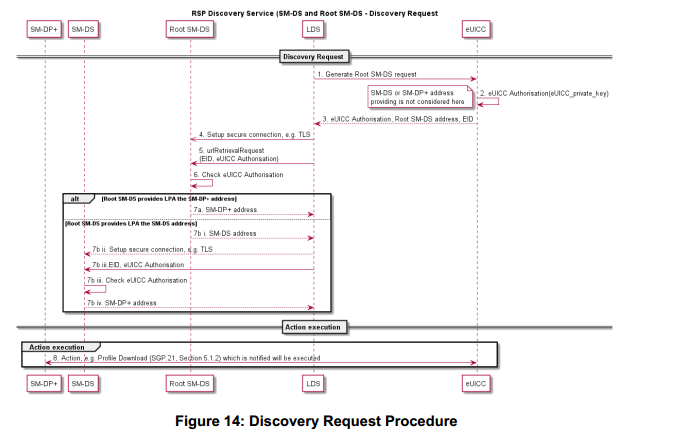 RSP Discovery Service (SM-DS and Root SM-DS - Discovery Request
SM-DP+ SM-DS Root SM-DS LDS eUICC
Discovery Request
1. Generate Root SM-DS request
SM-DS or SM-DP+ address
providing is not considered here
2. eUICC Authorisation(eUICC_private_key)
3. eUICC Authorisation, Root SM-DS address, EID
4. Setup secure connection, e.g. TLS
5. urlRetrievalRequest
(EID, eUICC Authorisation)
6. Check eUICC Authorisation
alt [Root SM-DS provides LPA the SM-DP+ address]
7a. SM-DP+ address
[Root SM-DS provides LPA the SM-DS address]
7b i. SM-DS address
7b ii. Setup secure connection, e.g. TLS
7b iii.EID, eUICC Authorisation
7b iii. Check eUICC Authorisation
7b iv. SM-DP+ address
Action execution
Action execution
8. Action, e.g. Profile Download (SGP.21, Section 5.1.2) which is notified will be executed
SM-DP+ SM-DS Root SM-DS LDS eUICC
Figure 14: Discovery Request Procedure